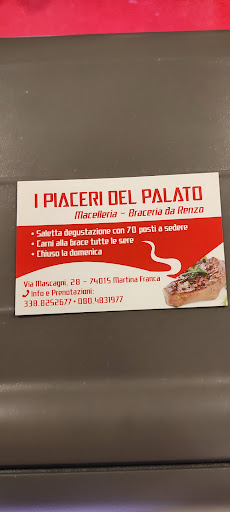 I PIACERI DEL PALATO
Macelleria - Braceria da Renzo
• Saletta degustazione con 70 posti a sedere
• Carni alla brace tutte le sere
• Chiuso la domenica
Via Mascagni, 28 - 74015 Martina Franca
Info e Prenotazioni:
338.8252677 • 080 4831977